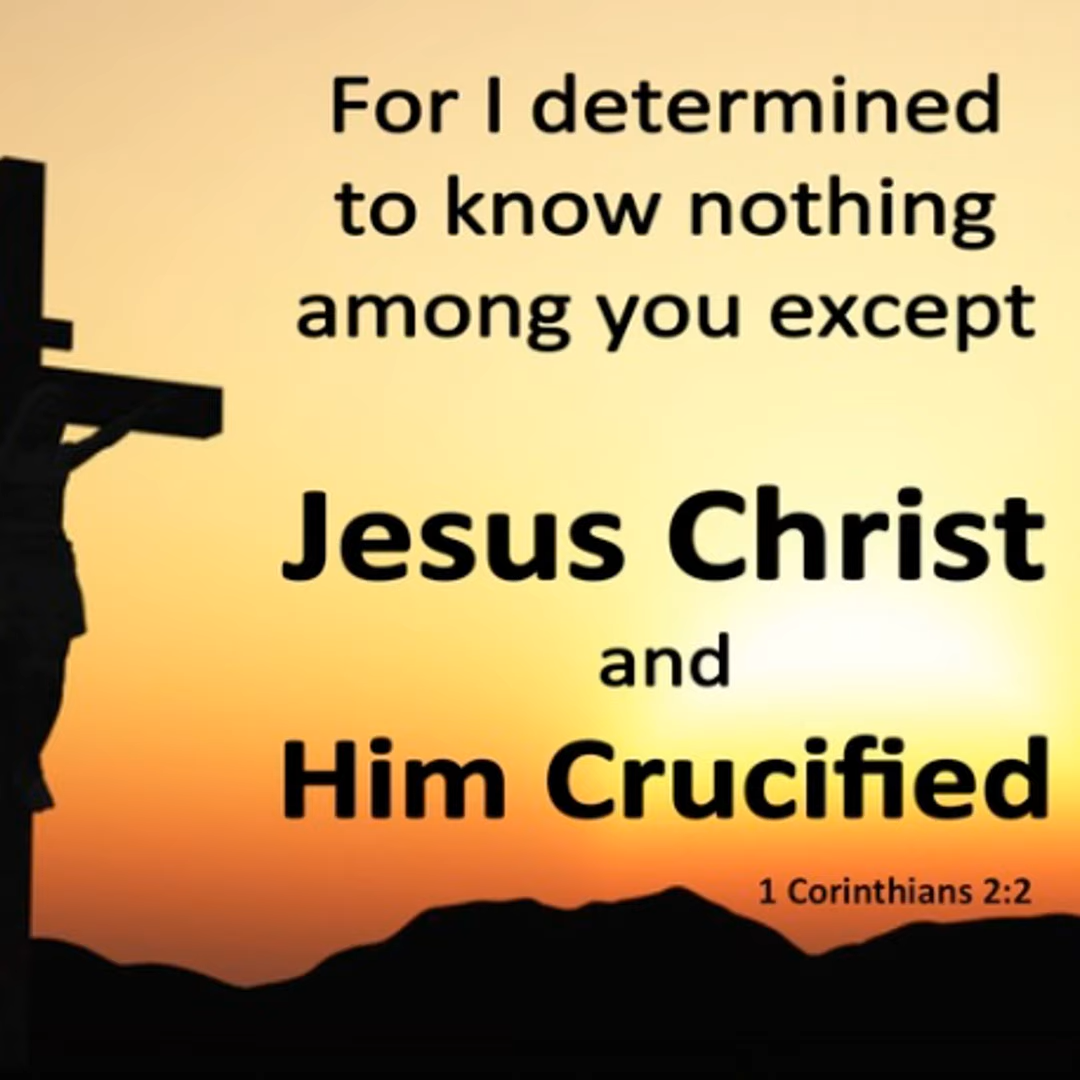 For I determined
to know nothing
among you except
Jesus Christ
and
Him Crucified
1 Corinthians 2:2